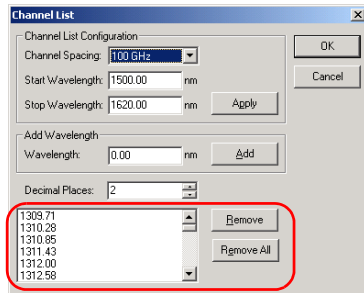 Channel List
Channel List Configuration
Channel Spacing: 100 GHz
OK
Start Wavelength: 1500.00 nm
Cancel
Stop Wavelength: 1620.00 nm Apply
Add Wavelength
Wavelength: 0.00 nm Add
Decimal Places: 2
1309.71
Remove
1310.28
1310.85
1311.43
Remove All
1312.00
1312.58